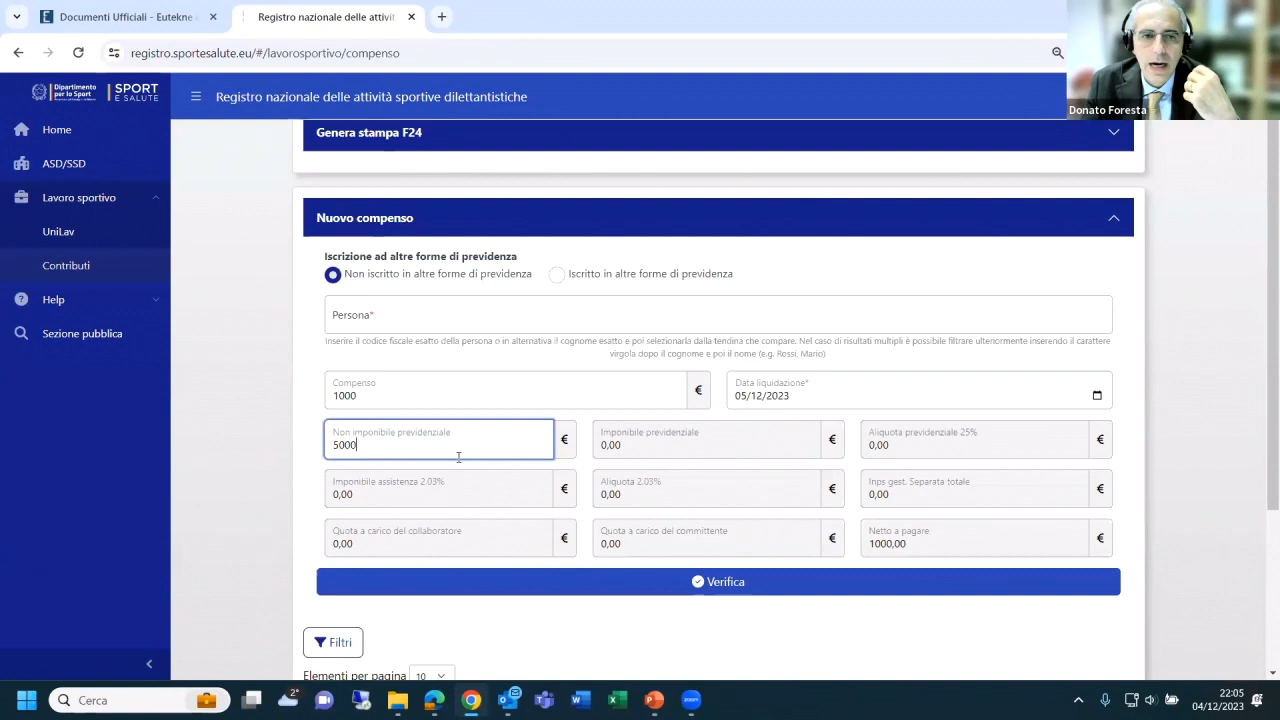 Documenti Ufficiali - Eutekne
Registro nazionale delle attivit
registro.sportesalute.eu/#/lavorosportivo/compenso
Donato Foresta
Dipartimento
per lo Sport
SPORT
E SALUTE
Registro nazionale delle attività sportive dilettantistiche
Home
ASD/SSD
Lavoro sportivo
UniLav
Contributi
Help
Sezione pubblica
Genera stampa F24
Nuovo compenso
Iscrizione ad altre forme di previdenza
Non iscritto in altre forme di previdenza
Iscritto in altre forme di previdenza
Persona*
Inserire il codice fiscale esatto della persona o in alternativa il cognome esatto e poi selezionarla dalla tendina che compare. Nel caso di risultati multipli è possibile filtrare ulteriormente inserendo il carattere
virgola dopo il cognome e poi il nome (e.g. Rossi, Mario)
Compenso
1000
€
Data liquidazione*
05/12/2023
Non imponibile previdenziale
5000
€
Imponibile previdenziale
0,00
€
Aliquota previdenziale 25%
0,00
€
Imponibile assistenza 2.03%
0,00
€
Aliquota 2.03%
0,00
€
Inps gest. Separata totale
0,00
€
Quota a carico del collaboratore
0,00
€
Quota a carico del committente
0,00
€
Netto a pagare
1000,00
€
Verifica
Filtri
Elementi per pagina
10
Cerca
22:05
04/12/2023